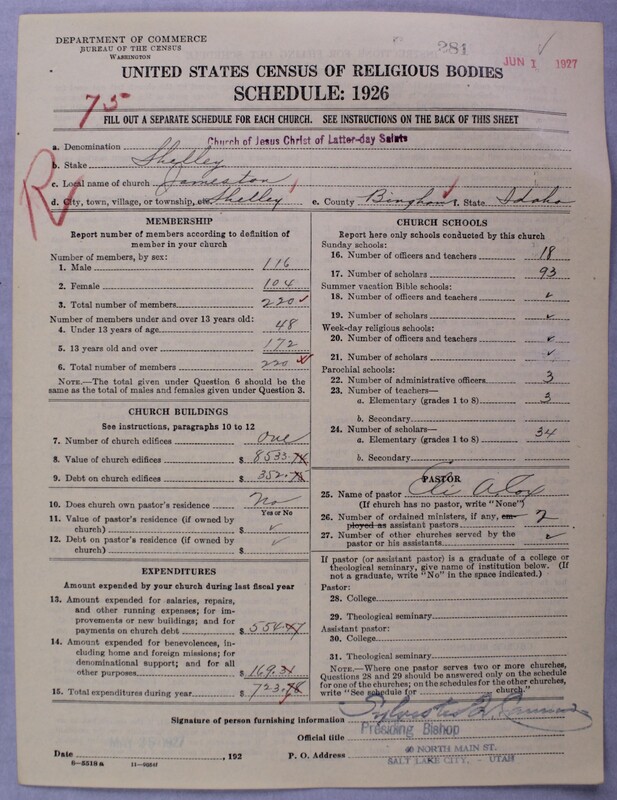 DEPARTMENT OF COMMERCE
BUREAU OF THE CENSUS
WASHINGTON
281
JUN 1 1927
UNITED STATES CENSUS OF RELIGIOUS BODIES
SCHEDULE: 1926
75
FILL OUT A SEPARATE SCHEDULE FOR EACH CHURCH. SEE INSTRUCTIONS ON THE BACK OF THIS SHEET
R
a. Denomination Church of Jesus Christ of Latter-day Saints
b. Stake Shelley
c. Local name of church Jameston
d. City, town, village, or township, etc. Shelley e. County Bingham f. State Idaho
MEMBERSHIP
Report number of members according to definition of member in your church
Number of members, by sex:
1. Male 116
2. Female 104
3. Total number of members 220
Number of members under and over 13 years old:
4. Under 13 years of age 48
5. 13 years old and over 172
6. Total number of members 220
NOTE.—The total given under Question 6 should be the same as the total of males and females given under Question 3.
CHURCH BUILDINGS
See instructions, paragraphs 10 to 12
7. Number of church edifices One
8. Value of church edifices $ 8533.
9. Debt on church edifices $ 352.
10. Does church own pastor's residence No
Yes or No
11. Value of pastor's residence (if owned by church) $
12. Debt on pastor's residence (if owned by church) $
EXPENDITURES
Amount expended by your church during last fiscal year
13. Amount expended for salaries, repairs, and other running expenses; for improvements or new buildings; and for payments on church debt $ 554.
14. Amount expended for benevolences, including home and foreign missions; for denominational support; and for all other purposes $ 169.
15. Total expenditures during year $ 723.
CHURCH SCHOOLS
Report here only schools conducted by this church
Sunday schools:
16. Number of officers and teachers 18
17. Number of scholars 93
Summer vacation Bible schools:
18. Number of officers and teachers
19. Number of scholars
Week-day religious schools:
20. Number of officers and teachers
21. Number of scholars
Parochial schools:
22. Number of administrative officers 3
23. Number of teachers—
a. Elementary (grades 1 to 8) 3
b. Secondary
24. Number of scholars—
a. Elementary (grades 1 to 8) 34
b. Secondary
PASTOR
25. Name of pastor
(If church has no pastor, write "None")
26. Number of ordained ministers, if any, employed as assistant pastors 2
27. Number of other churches served by the pastor or his assistants
If pastor (or assistant pastor) is a graduate of a college or theological seminary, give name of institution below. (If not a graduate, write "No" in the space indicated.)
Pastor:
28. College
29. Theological seminary
Assistant pastor:
30. College
31. Theological seminary
NOTE.—Where one pastor serves two or more churches, Questions 28 and 29 should be answered only on the schedule for one of the churches; on the schedules for the other churches, write "See schedule for church."
Signature of person furnishing information Sylvester Q. Cannon
Official title Presiding Bishop
Date , 192 P. O. Address 40 NORTH MAIN ST.
SALT LAKE CITY, - UTAH
8-5518 a